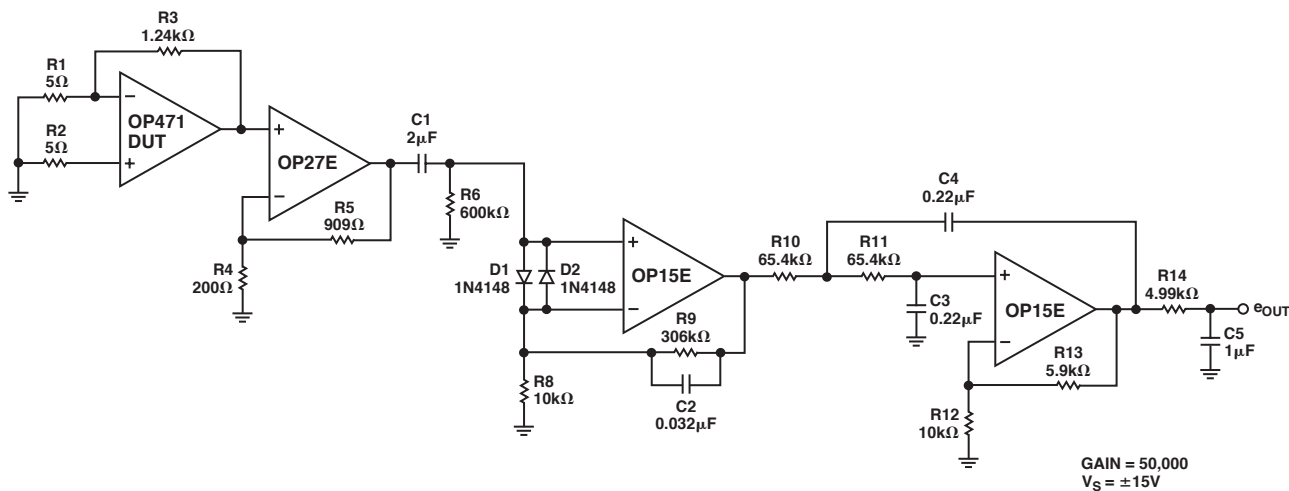 R3
1.24kΩ
R1
5Ω
R2
5Ω
−
+
OP471
DUT
+
−
OP27E
R5
909Ω
R4
200Ω
C1
2μF
R6
600kΩ
D1
1N4148
D2
1N4148
+
−
OP15E
R9
306kΩ
C2
0.032μF
R8
10kΩ
R10
65.4kΩ
R11
65.4kΩ
C4
0.22μF
C3
0.22μF
+
−
OP15E
R13
5.9kΩ
R12
10kΩ
R14
4.99kΩ
eOUT
C5
1μF
GAIN = 50,000
VS = ±15V